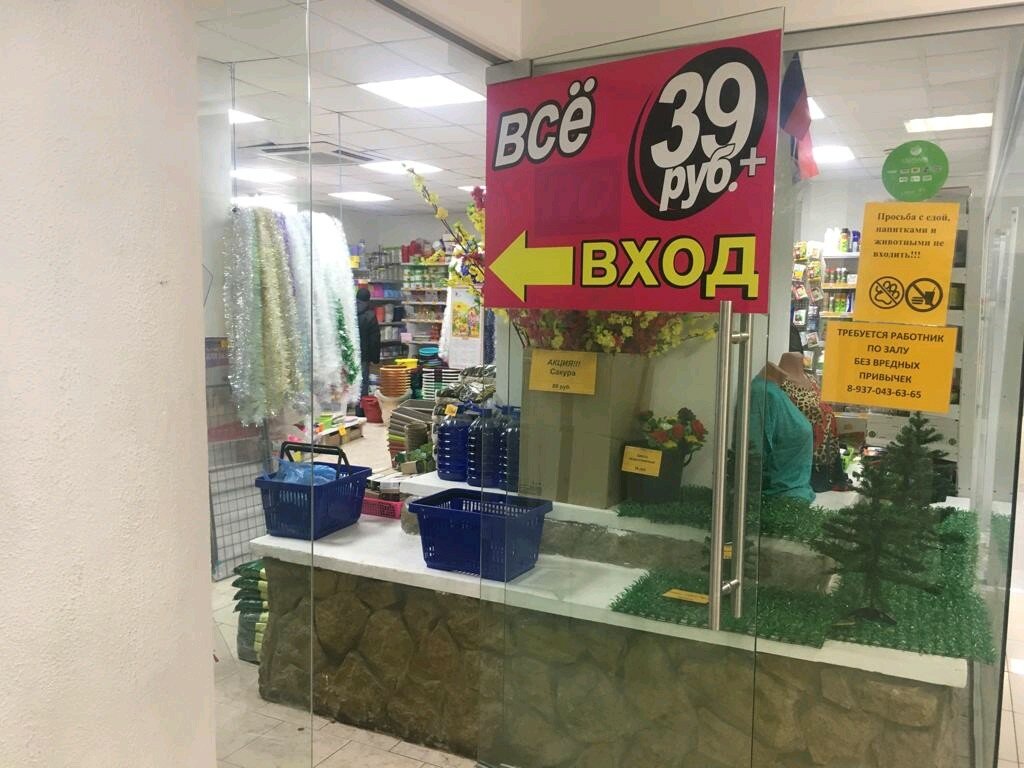 всё
39
руб.+
ВХОД
Просьба с едой,
напитками и
животными не
входить!!!
ТРЕБУЕТСЯ РАБОТНИК
ПО ЗАЛУ
БЕЗ ВРЕДНЫХ
ПРИВЫЧЕК
8-937-043-63-65
АКЦИЯ!!!
Сакура